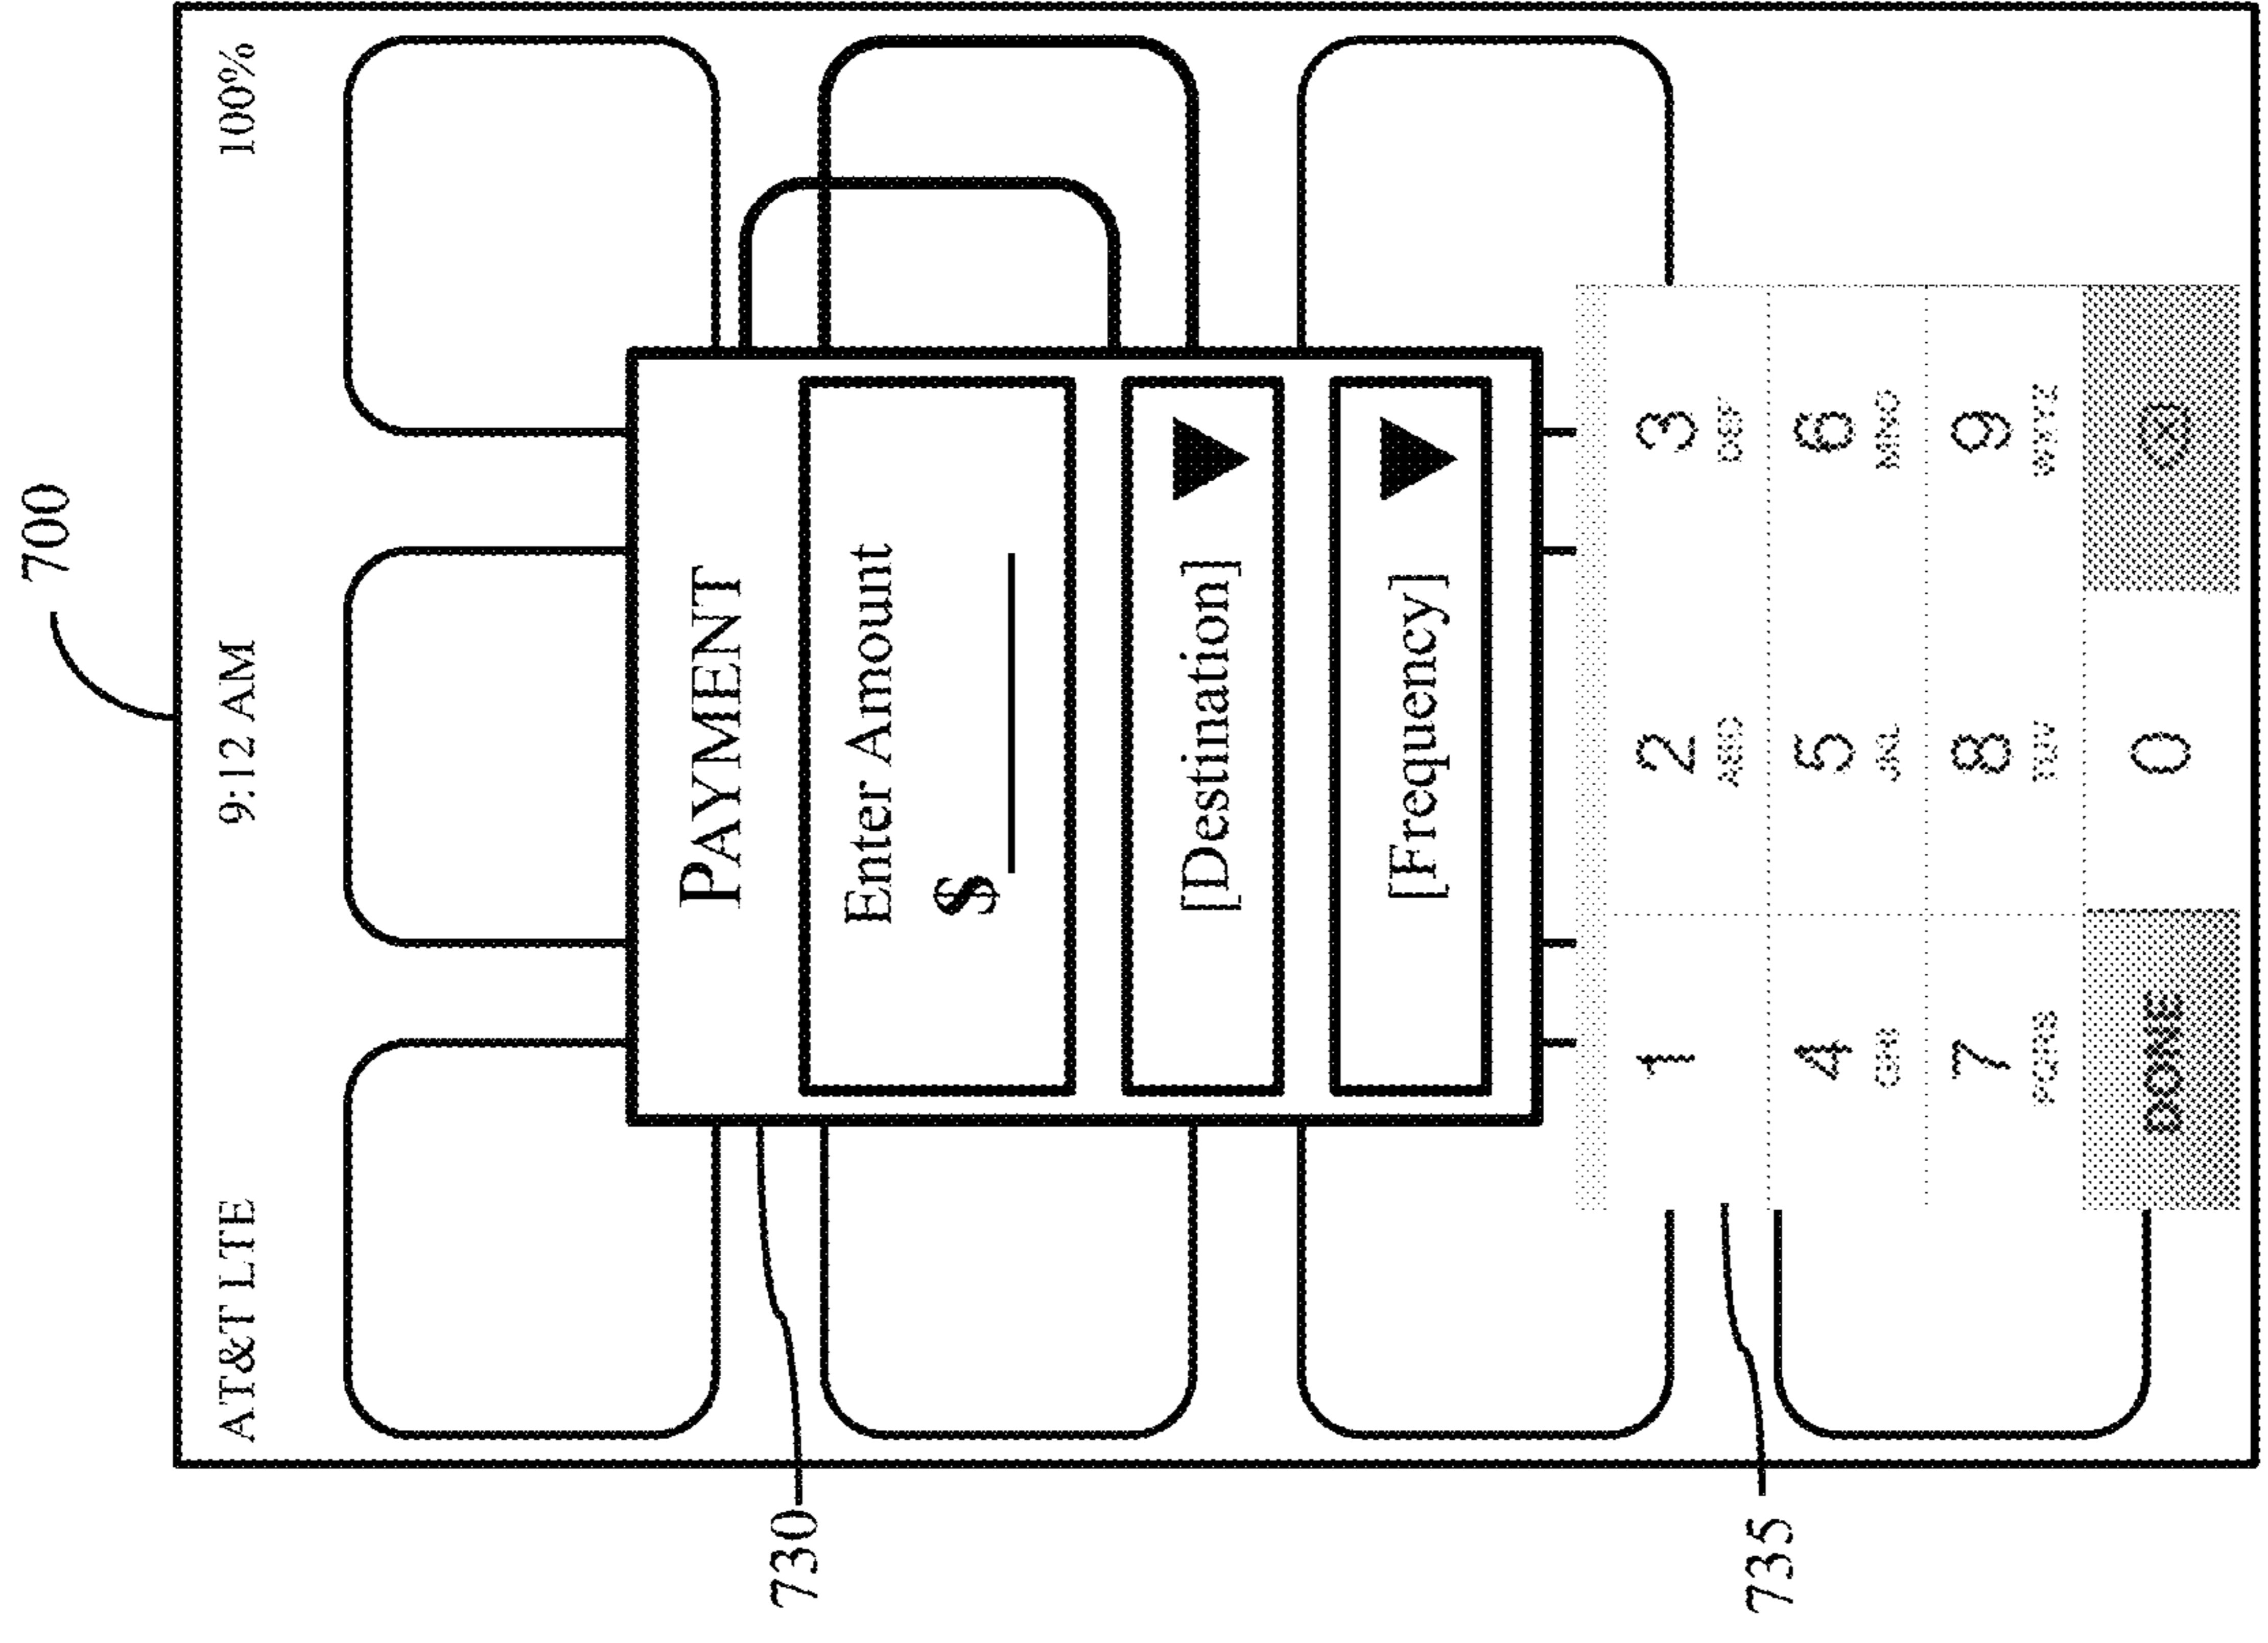 700
AT&T LTE 9:12 AM 100%
PAYMENT
730
Enter Amount
$
[Destination]
[Frequency]
735
1 2 3
ABC DEF
4 5 6
GHI JKL MNO
7 8 9
PQRS TUV WXYZ
DONE 0